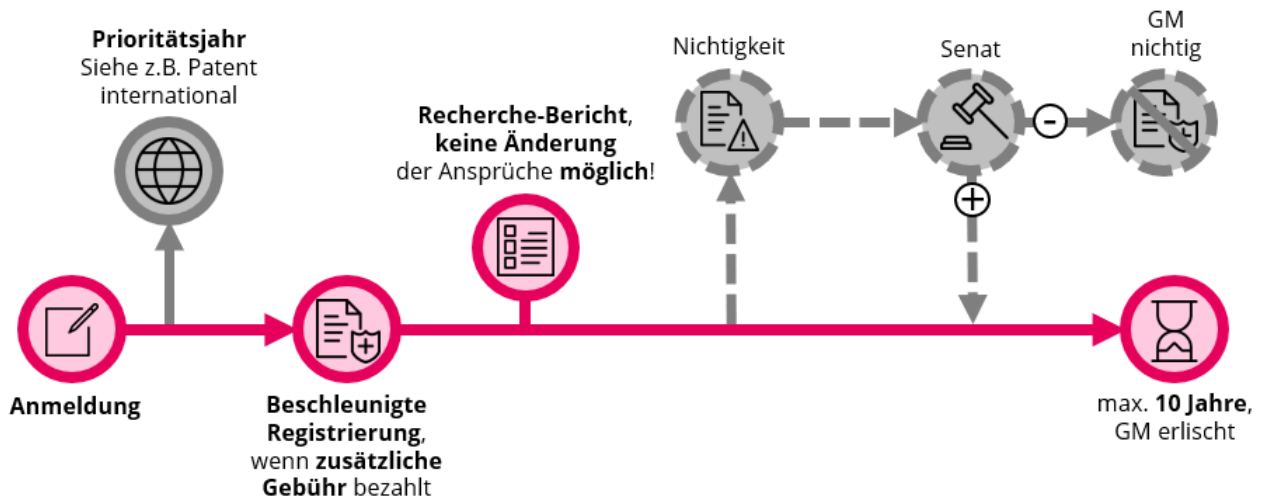 Prioritätsjahr
Siehe z.B. Patent
international
Recherche-Bericht,
keine Änderung
der Ansprüche möglich!
Nichtigkeit
Senat
GM
nichtig
-
+
Anmeldung
Beschleunigte
Registrierung,
wenn zusätzliche
Gebühr bezahlt
max. 10 Jahre,
GM erlischt